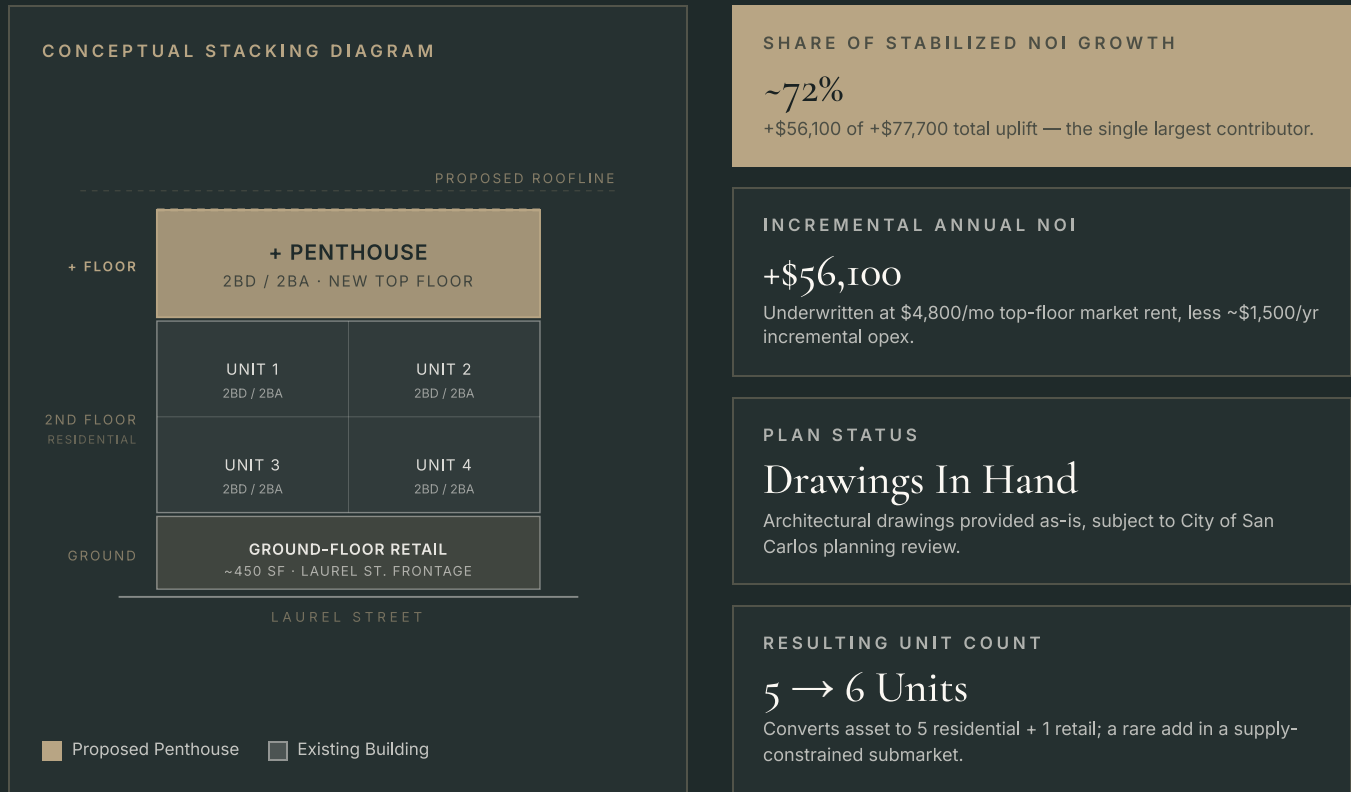 CONCEPTUAL STACKING DIAGRAM
PROPOSED ROOFLINE
+ FLOOR
+ PENTHOUSE
2BD / 2BA · NEW TOP FLOOR
2ND FLOOR
RESIDENTIAL
UNIT 1
2BD / 2BA
UNIT 2
2BD / 2BA
UNIT 3
2BD / 2BA
UNIT 4
2BD / 2BA
GROUND
GROUND-FLOOR RETAIL
~450 SF · LAUREL ST. FRONTAGE
LAUREL STREET
Proposed Penthouse
Existing Building
SHARE OF STABILIZED NOI GROWTH
~72%
+$56,100 of +$77,700 total uplift — the single largest contributor.
INCREMENTAL ANNUAL NOI
+$56,100
Underwritten at $4,800/mo top-floor market rent, less ~$1,500/yr
incremental opex.
PLAN STATUS
Drawings In Hand
Architectural drawings provided as-is, subject to City of San
Carlos planning review.
RESULTING UNIT COUNT
5 → 6 Units
Converts asset to 5 residential + 1 retail; a rare add in a supply-
constrained submarket.